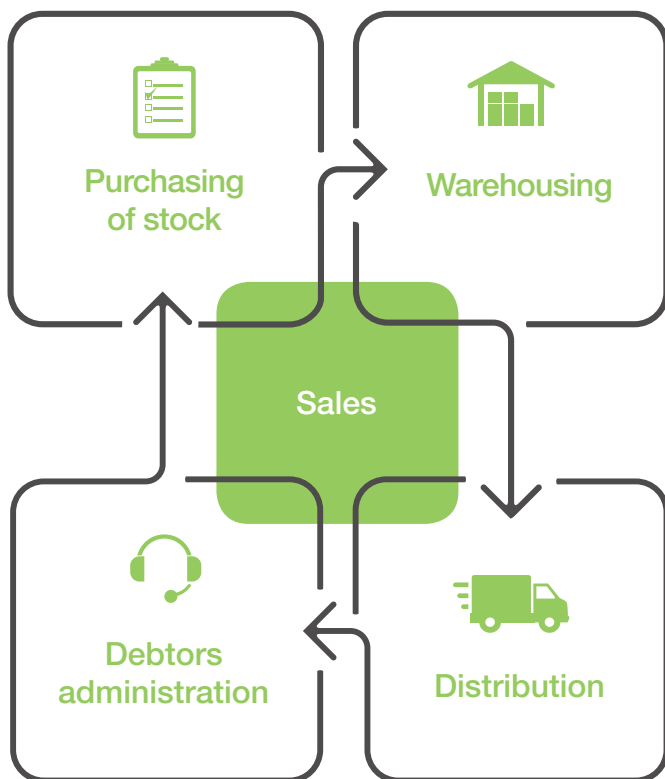 Purchasing
of stock
Warehousing
Sales
Debtors
administration
Distribution